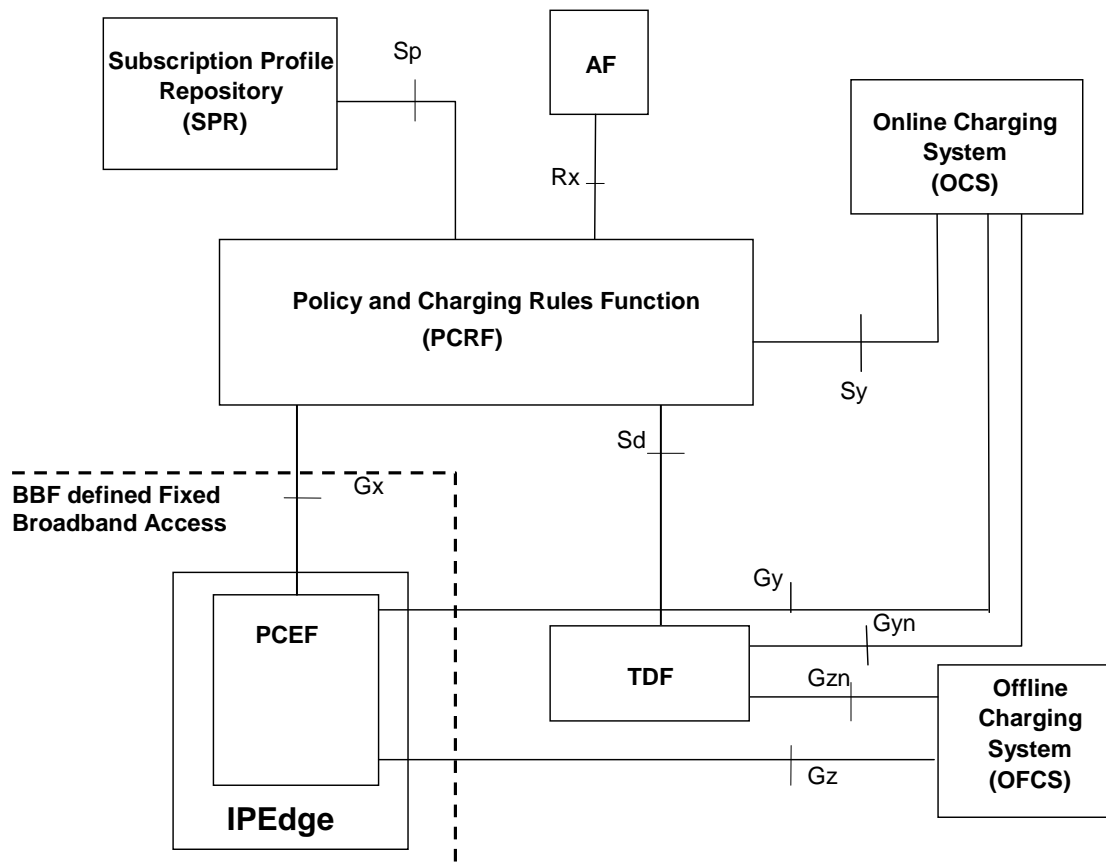 Subscription Profile
Repository
(SPR)
Sp
AF
Online Charging
System
(OCS)
Rx
Policy and Charging Rules Function
(PCRF)
Sy
Sd
Gx
BBF defined Fixed
Broadband Access
Gy
Gyn
PCEF
TDF
Gzn
Offline
Charging
System
(OFCS)
Gz
IPEdge